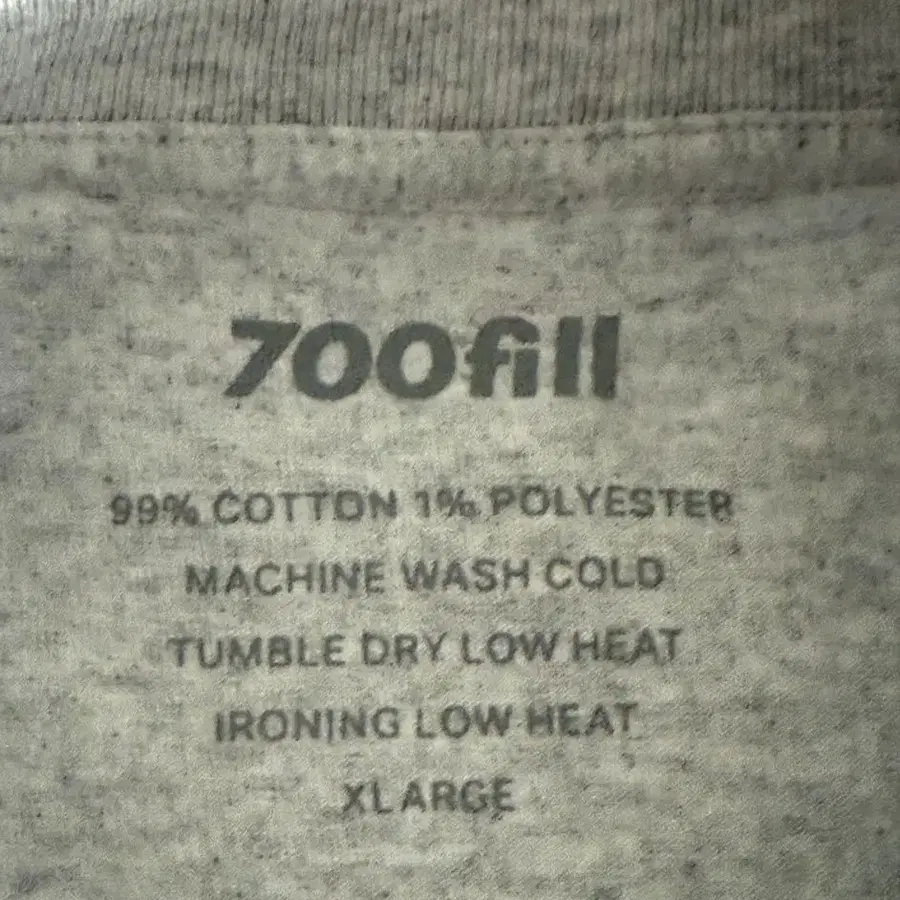 700fill
99% COTTON 1% POLYESTER
MACHINE WASH COLD
TUMBLE DRY LOW HEAT
IRONING LOW HEAT
XLARGE